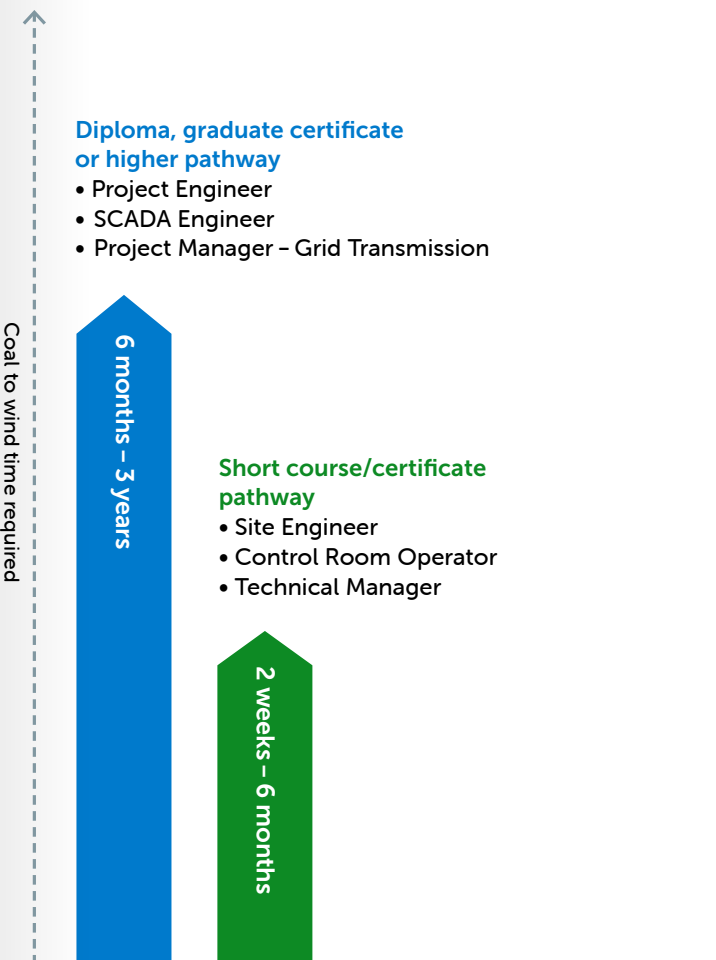 Diploma, graduate certificate
or higher pathway
• Project Engineer
• SCADA Engineer
• Project Manager – Grid Transmission
6 months – 3 years
Coal to wind time required
Short course/certificate
pathway
• Site Engineer
• Control Room Operator
• Technical Manager
2 weeks – 6 months